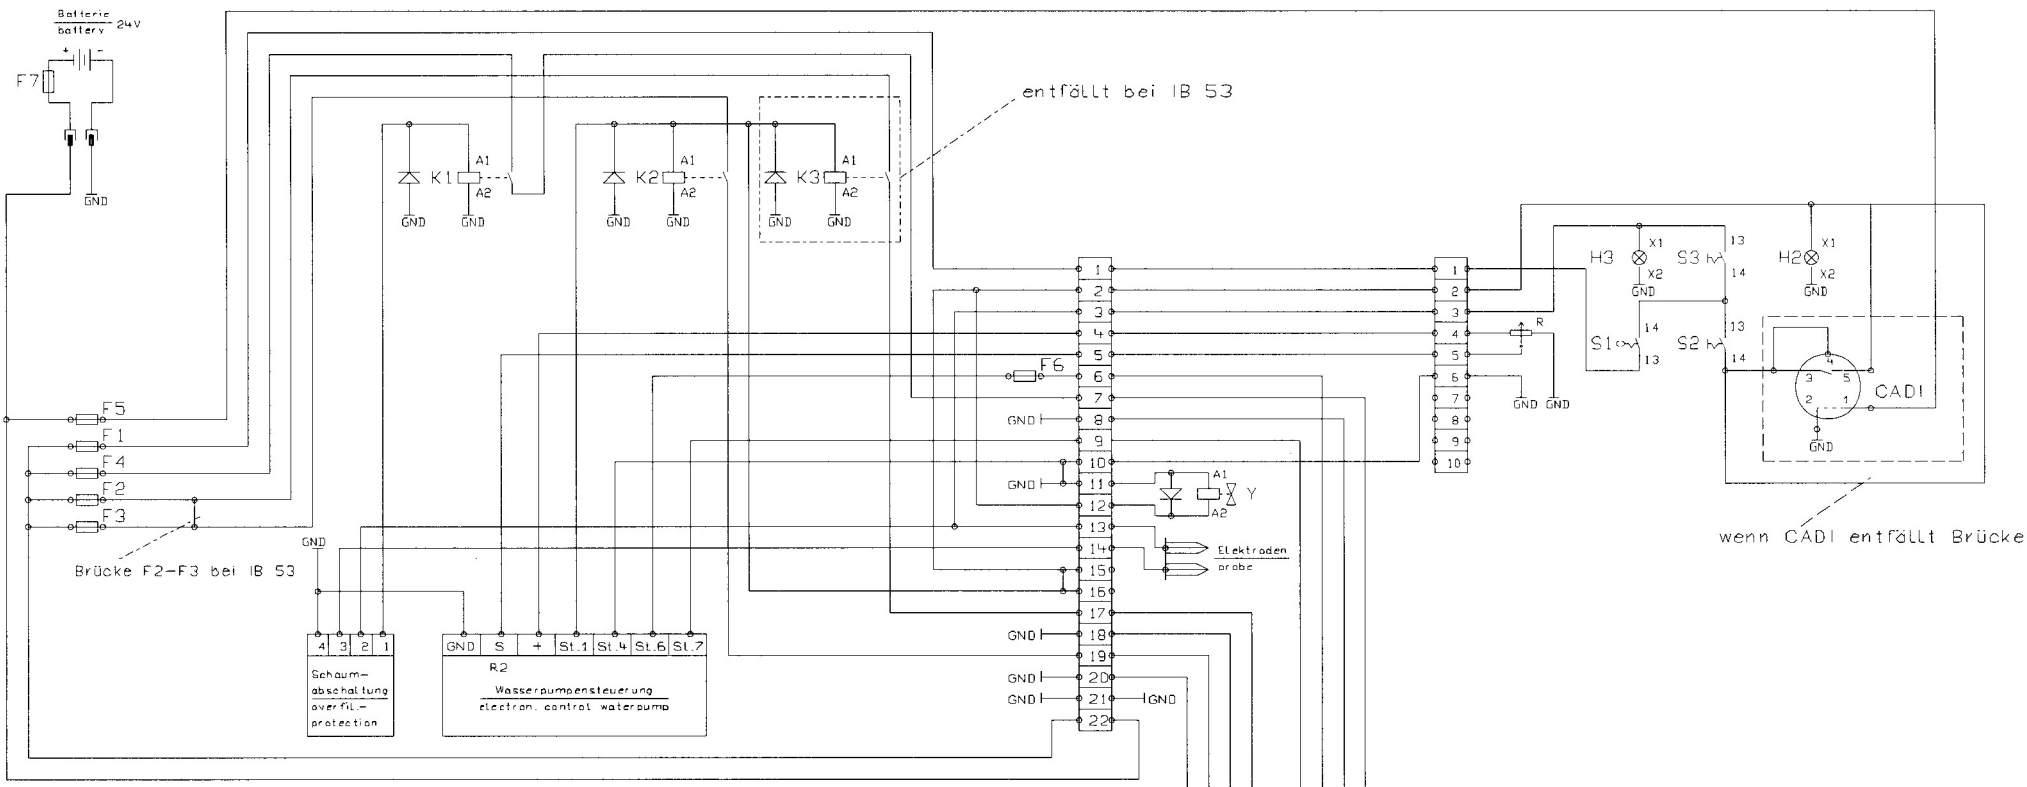 Batterie
battery 24V
+ -
F7
GND
entfällt bei IB 53
A1
K1
A2
GND GND
A1
K2
A2
GND GND
A1
K3
A2
GND GND
F5
F1
F4
F2
F3
Brücke F2-F3 bei IB 53
GND
4 3 2 1
Schaum-
abschaltung
overfil.-
protection
GND S + St.1 St.4 St.6 St.7
R2
Wasserpumpensteuerung
electron. control waterpump
1
2
3
4
5
F6
6
7
GND 8
9
10
GND 11
12
13
14
15
16
17
GND 18
19
GND 20
GND 21 GND
22
A1
Y
A2
Elektroden
probe
1
2
3
4
5
6
7
8
9
10
R
GND GND
H3 X1
X2
GND
S3 13
14
H2 X1
X2
GND
S1 14
13
S2 13
14
4
3 5
2 1
CADI
GND
wenn CADI entfällt Brücke